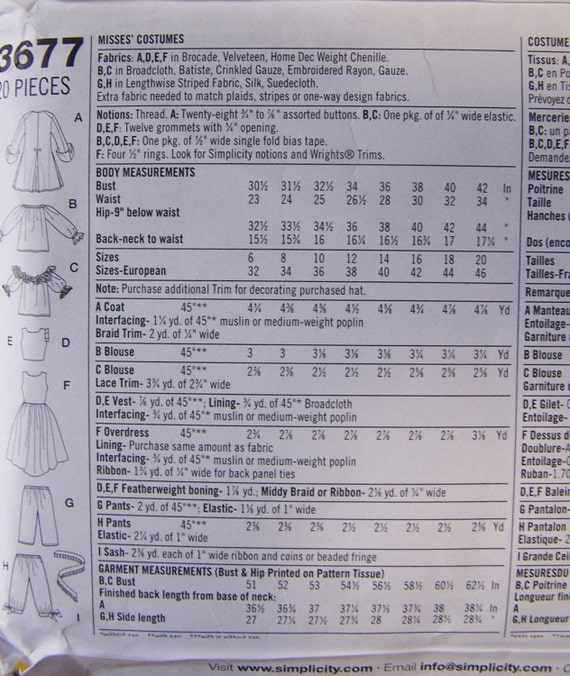 3677
20 PIECES
A
B
C
E
D
F
G
H
I
MISSES' COSTUMES
Fabrics: A,D,E,F in Brocade, Velveteen, Home Dec Weight Chenille.
B,C in Broadcloth, Batiste, Crinkled Gauze, Embroidered Rayon, Gauze.
G,H in Lengthwise Striped Fabric, Silk, Suedecloth.
Extra fabric needed to match plaids, stripes or one-way design fabrics.
Notions: Thread. A: Twenty-eight ¾" to ⅞" assorted buttons. B,C: One pkg. of of ¼" wide elastic.
D,E,F: Twelve grommets with ¼" opening.
B,C,D,E,F: One pkg. of ½" wide single fold bias tape.
F: Four ½" rings. Look for Simplicity notions and Wrights® Trims.
BODY MEASUREMENTS
Bust 30½ 31½ 32½ 34 36 38 40 42 In
Waist 23 24 25 26½ 28 30 32 34 "
Hip-9" below waist
32½ 33½ 34½ 36 38 40 42 44 "
Back-neck to waist 15½ 15¾ 16 16¼ 16½ 16¾ 17 17¼ "
Sizes 6 8 10 12 14 16 18 20
Sizes-European 32 34 36 38 40 42 44 46
Note: Purchase additional Trim for decorating purchased hat.
A Coat 45"** 4¼ 4⅜ 4½ 4½ 4⅝ 4¾ 4⅞ 4⅞ Yd
Interfacing- 1¼ yd. of 45"* muslin or medium-weight poplin
Braid Trim- 2 yd. of ¼" wide
B Blouse 45"** 3 3 3⅛ 3⅛ 3⅛ 3¼ 3¼ 3¼ Yd
C Blouse 45"** 2⅜ 2⅜ 2½ 2½ 2½ 2⅝ 2⅝ 2⅝ Yd
Lace Trim- 3¾ yd. of 2¾" wide
D,E Vest- ⅞ yd. of 45"**; Lining- ¾ yd. of 45"* Broadcloth
Interfacing- ¾ yd. of 45"* muslin or medium-weight poplin
F Overdress 45"** 2¾ 2⅞ 2⅞ 2⅞ 2⅞ 2⅞ 3 3⅛ Yd
Lining- Purchase same amount as fabric
Interfacing- ¾ yd. of 45"* muslin or medium-weight poplin
Ribbon- 1¾ yd. of ¼" wide for back panel ties
D,E,F Featherweight boning- 1⅞ yd.; Middy Braid or Ribbon- 2⅛ yd. of ¼" wide
G Pants- 2 yd. of 45"**; Elastic- 1⅛ yd. of 1" wide
H Pants 45"** 2⅜ 2⅜ 2⅜ 2½ 2½ 2½ 2½ 2⅝ Yd
Elastic- 2¼ yd. of 1" wide
I Sash- 2⅜ yd. each of 1" wide ribbon and coins or beaded fringe
GARMENT MEASUREMENTS (Bust & Hip Printed on Pattern Tissue)
B,C Bust 51 52 53 54½ 56½ 58½ 60½ 62½ In
Finished back length from base of neck:
A 36½ 36¾ 37 37¼ 37½ 37¾ 38 38¼ In
G,H Side length 27 27¼ 27½ 27¾ 28 28¼ 28½ 28¾ "
*without nap **with nap ***with or without nap
COSTUME
Tissus: A,
B,C en Po
G,H en Tis
Prévoyez d
Mercerie
B,C: un pa
B,C,D,E,F
Demande
MESURES
Poitrine
Taille
Hanches (
Dos (enco
Tailles
Tailles-Fra
Remarque
A Manteau
Entoilage-
Garniture d
B Blouse
C Blouse
Garniture d
D,E Gilet-
Entoilage-
F Dessus d
Doublure-A
Entoilage-
Ruban-1.70
D,E,F Balein
G Pantalon-
H Pantalon
Elastique- 2
I Grande Cein
MESURESDU
B,C Poitrine
Longueur fini
A
G,H Longueur
Visit www.simplicity.com · Email info@simplicity.com ·